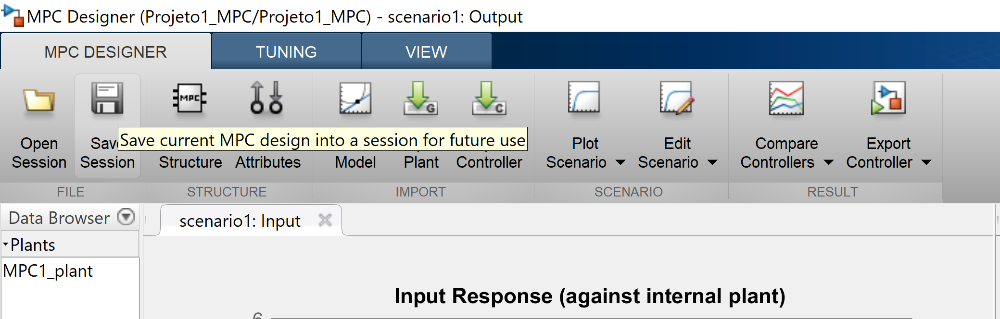 MPC Designer (Projeto1_MPC/Projeto1_MPC) - scenario1: Output
MPC DESIGNER
TUNING
VIEW
MPC
G
C
Open
Session
Session
Save current MPC design into a session for future use
Structure
Attributes
Model
Plant
Controller
Plot
Scenario
Edit
Scenario
Compare
Controllers
Export
Controller
FILE
STRUCTURE
IMPORT
SCENARIO
RESULT
Data Browser
scenario1: Input
Plants
MPC1_plant
Input Response (against internal plant)
6